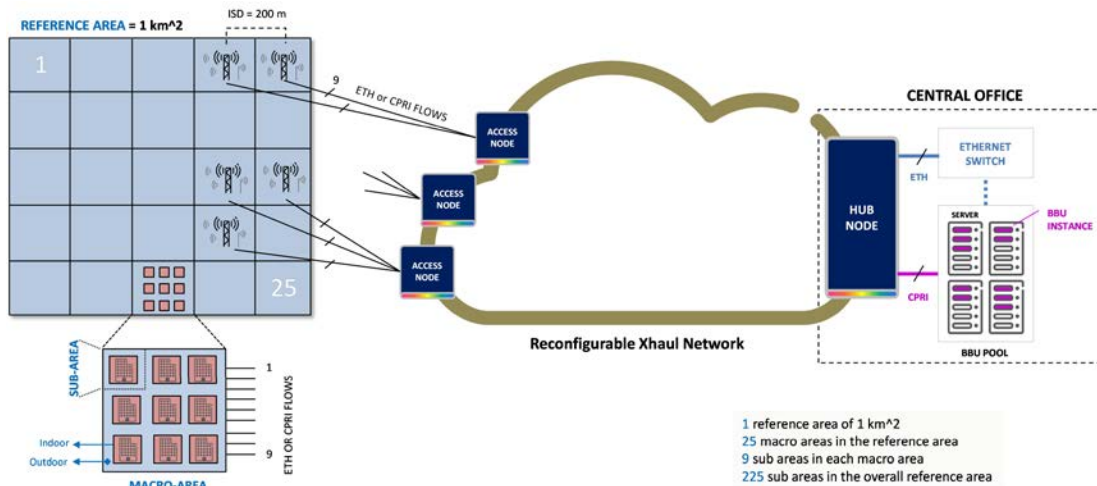 REFERENCE AREA = 1 km^2
ISD = 200 m
1
25
9
ETH or CPRI FLOWS
ACCESS
NODE
ACCESS
NODE
ACCESS
NODE
Reconfigurable Xhaul Network
CENTRAL OFFICE
HUB
NODE
ETH
ETHERNET
SWITCH
SERVER
BBU
INSTANCE
CPRI
BBU POOL
SUB-AREA
Indoor
Outdoor
1
9
ETH OR CPRI FLOWS
MACRO-AREA
1 reference area of 1 km^2
25 macro areas in the reference area
9 sub areas in each macro area
225 sub areas in the overall reference area